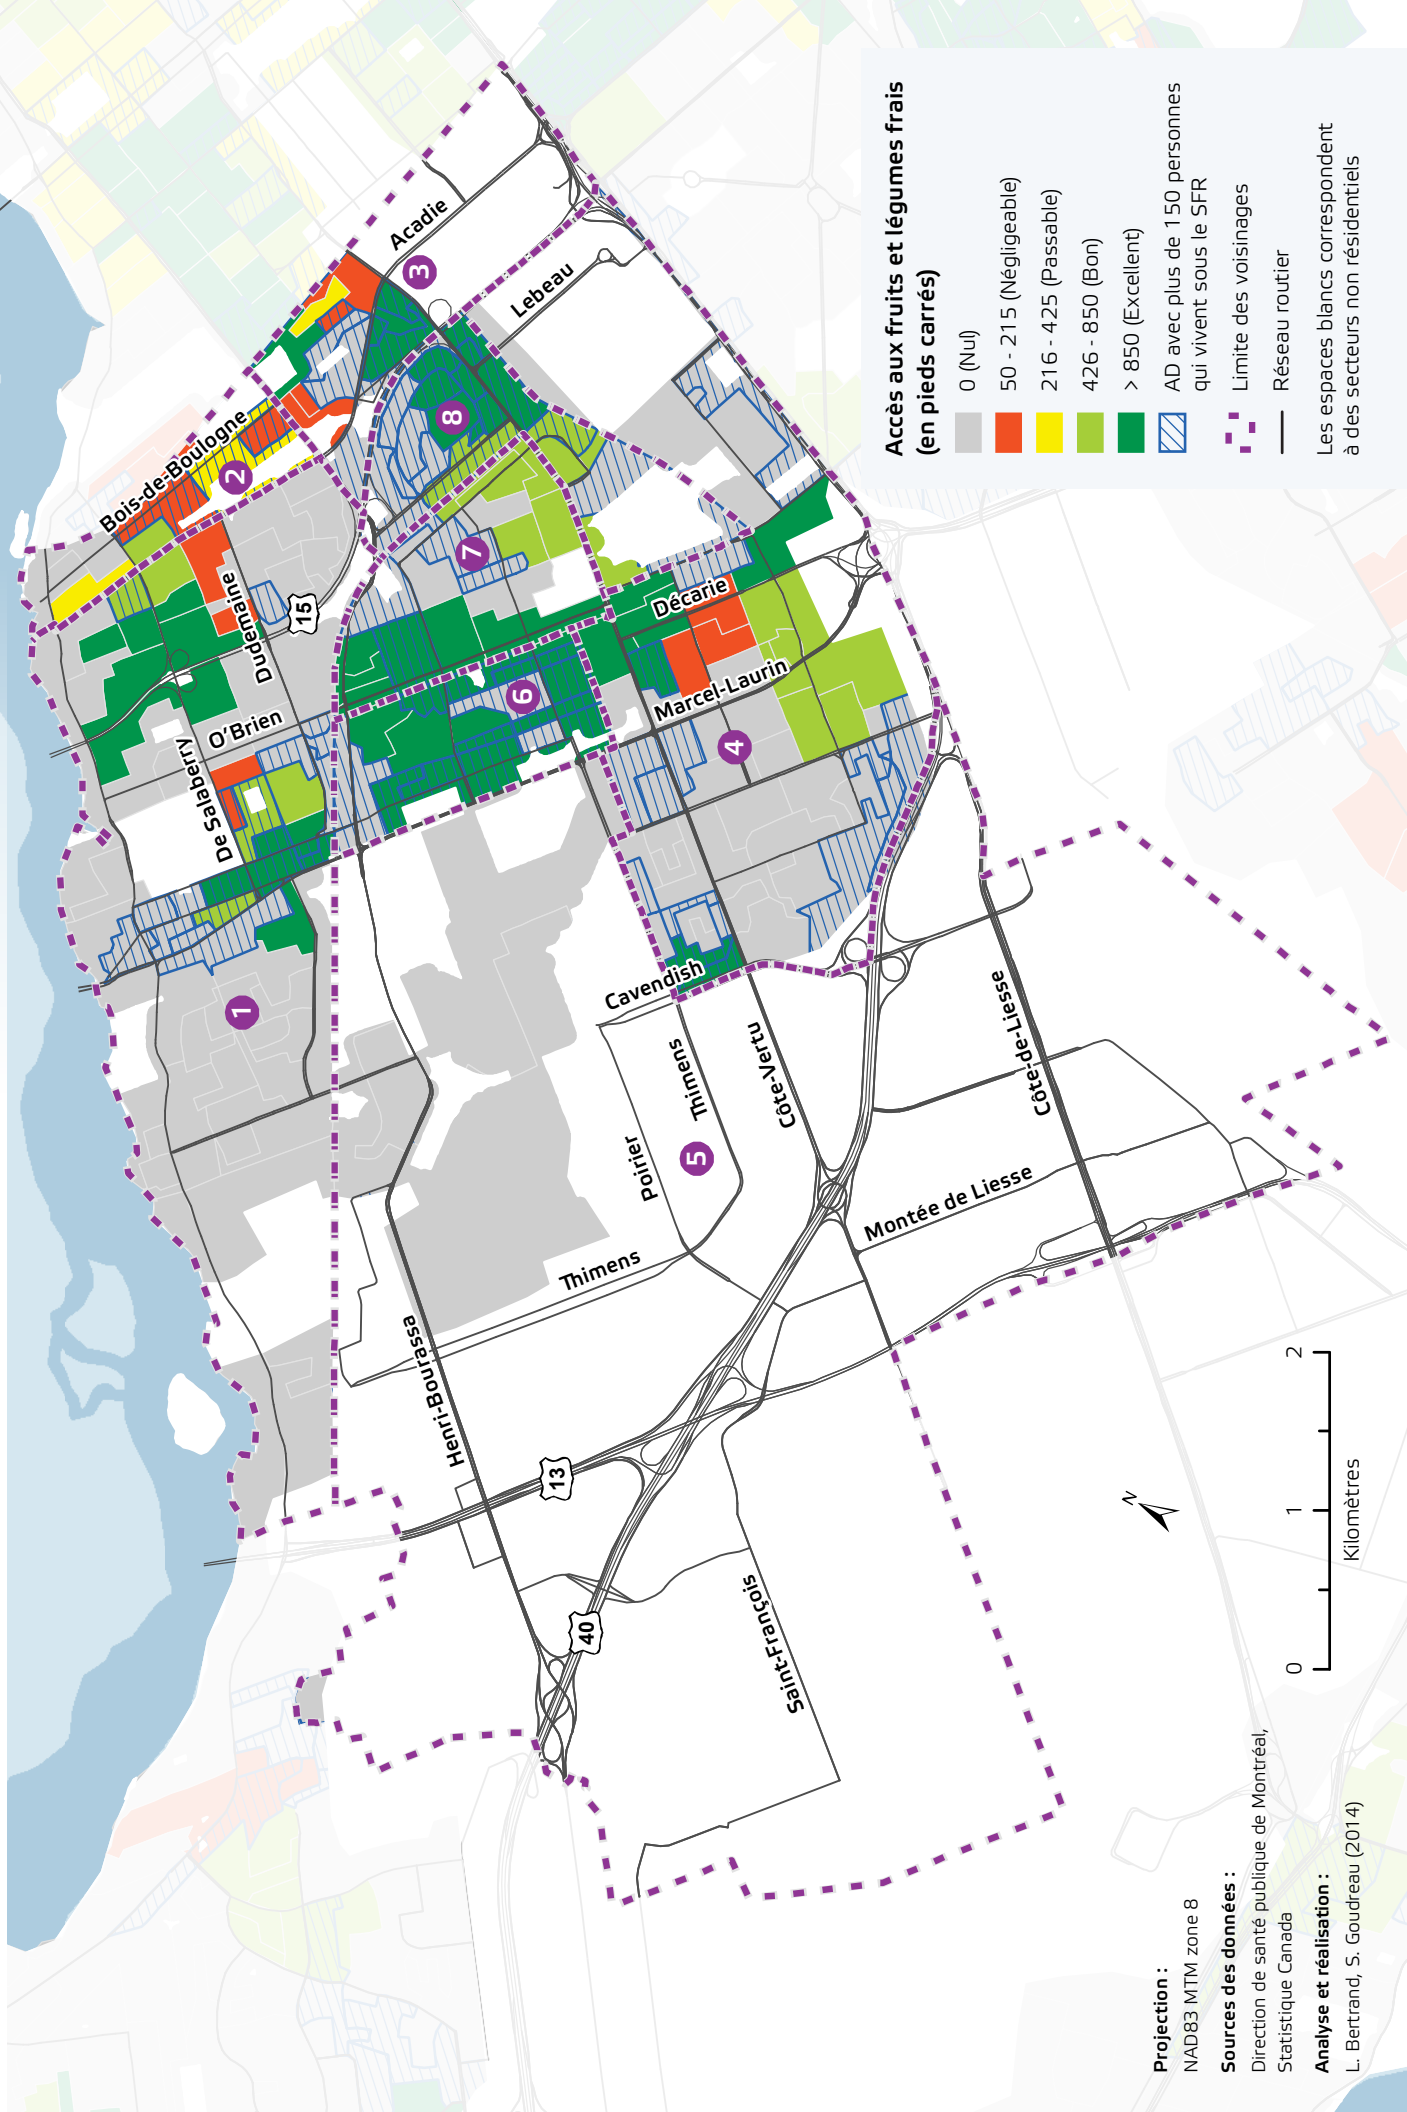 Bois-de-Boulogne
Acadie
Lebeau
Dudemaine
O'Brien
De Salaberry
15
Décarie
Marcel-Laurin
Cavendish
Thimens
Poirier
Côte-Vertu
Côte-de-Liesse
Montée de Liesse
Thimens
Henri-Bourassa
13
40
Saint-François
1
2
3
4
5
6
7
8
Accès aux fruits et légumes frais
(en pieds carrés)
0 (Nul)
50 - 215 (Négligeable)
216 - 425 (Passable)
426 - 850 (Bon)
> 850 (Excellent)
AD avec plus de 150 personnes
qui vivent sous le SFR
Limite des voisinages
Réseau routier
Les espaces blancs correspondent
à des secteurs non résidentiels
N
0 1 2
Kilomètres
Projection :
NAD83 MTM zone 8
Sources des données :
Direction de santé publique de Montréal,
Statistique Canada
Analyse et réalisation :
L. Bertrand, S. Goudreau (2014)